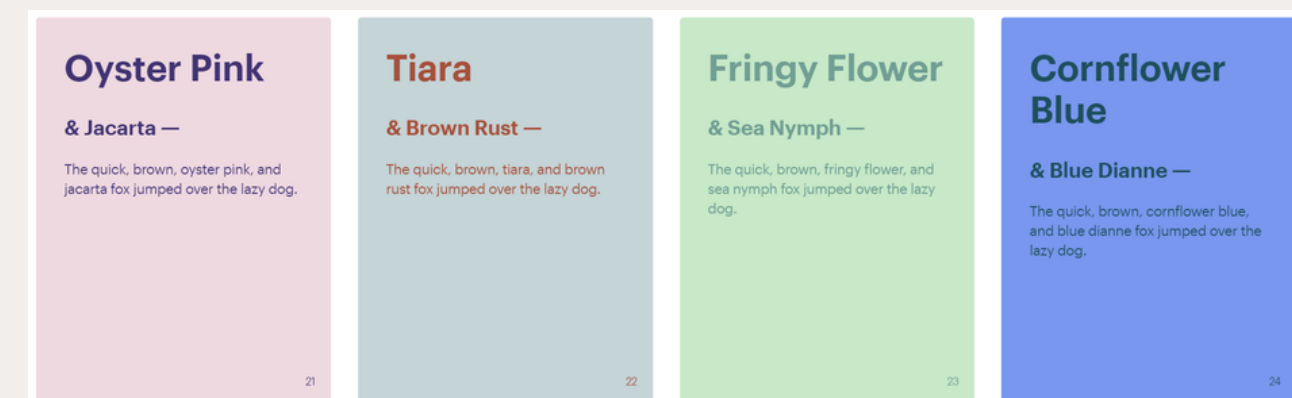 Oyster Pink
& Jacarta —
The quick, brown, oyster pink, and
jacarta fox jumped over the lazy dog.
21
Tiara
& Brown Rust —
The quick, brown, tiara, and brown
rust fox jumped over the lazy dog.
22
Fringy Flower
& Sea Nymph —
The quick, brown, fringy flower, and
sea nymph fox jumped over the lazy
dog.
23
Cornflower
Blue
& Blue Dianne —
The quick, brown, cornflower blue,
and blue dianne fox jumped over the
lazy dog.
24